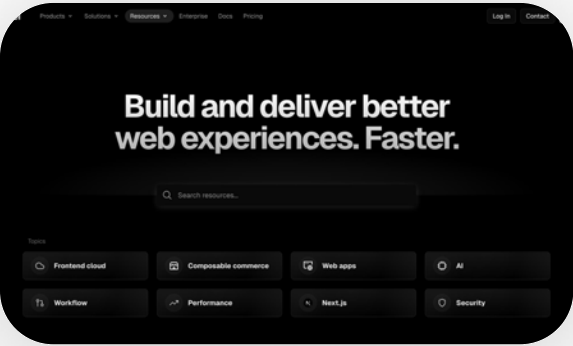 Products Solutions Resources Enterprise Docs Pricing Log In Contact
Build and deliver better
web experiences. Faster.
Search resources...
Topics
Frontend cloud Composable commerce Web apps AI
Workflow Performance Next.js Security